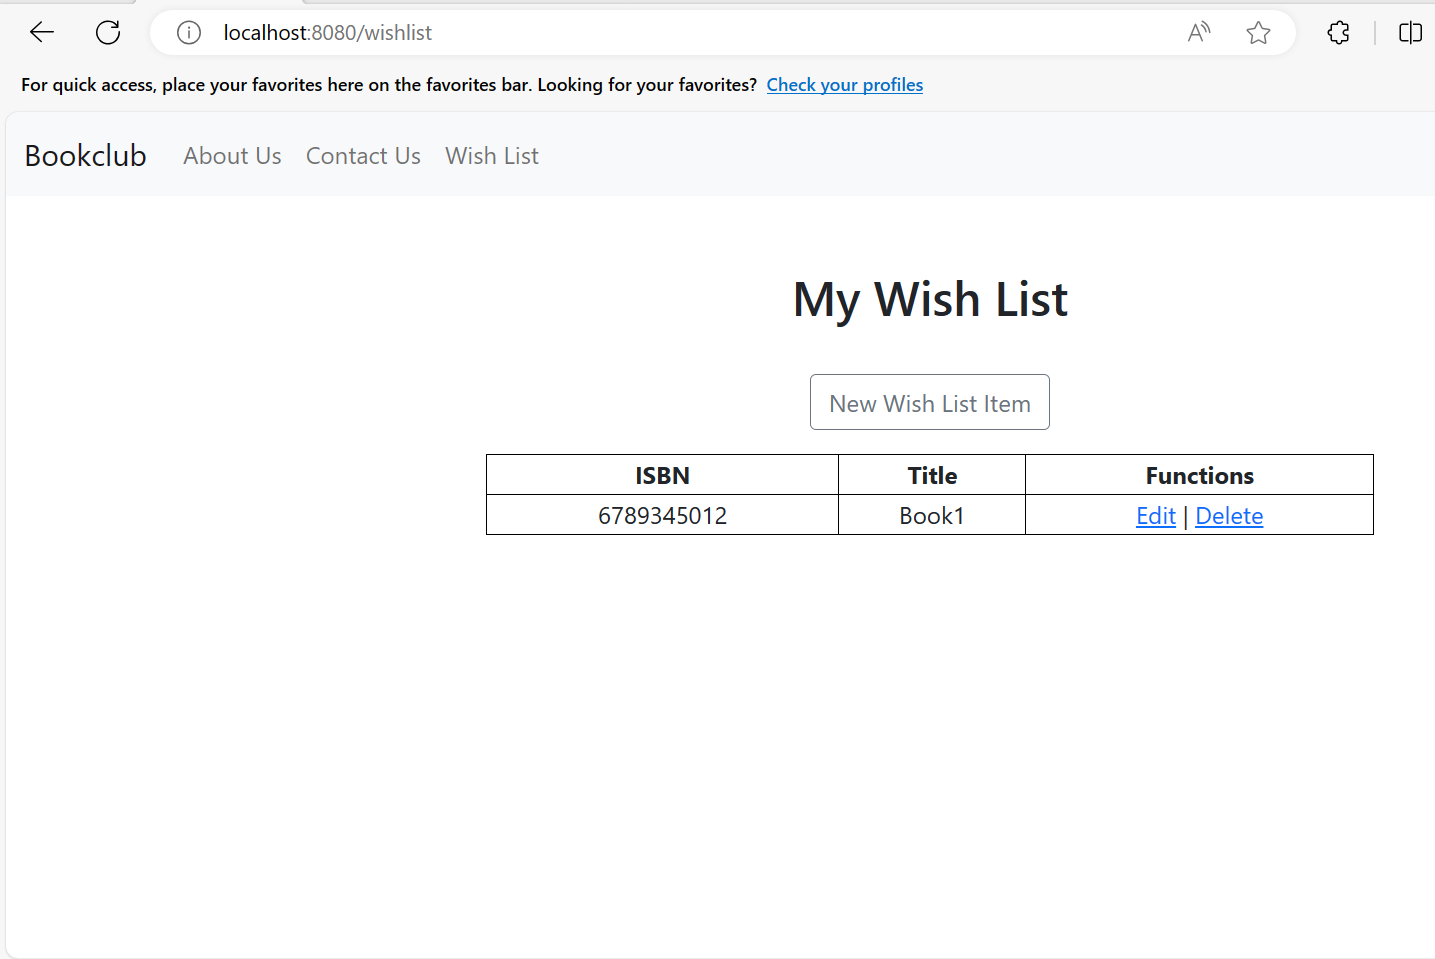 localhost:8080/wishlist
For quick access, place your favorites here on the favorites bar. Looking for your favorites? Check your profiles
Bookclub About Us Contact Us Wish List
My Wish List
New Wish List Item
ISBN Title Functions
6789345012 Book1 Edit | Delete